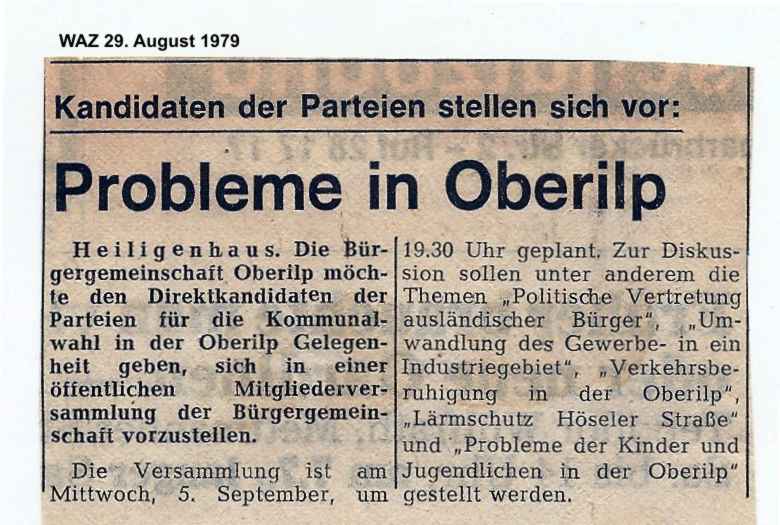 WAZ 29. August 1979
Kandidaten der Parteien stellen sich vor:
Probleme in Oberilp
Heiligenhaus. Die Bür-
gergemeinschaft Oberilp möch-
te den Direktkandidaten der
Parteien für die Kommunal-
wahl in der Oberilp Gelegen-
heit geben, sich in einer
öffentlichen Mitgliederver-
sammlung der Bürgergemein-
schaft vorzustellen.
Die Versammlung ist am
Mittwoch, 5. September, um
19.30 Uhr geplant. Zur Diskus-
sion sollen unter anderem die
Themen „Politische Vertretung
ausländischer Bürger“, „Um-
wandlung des Gewerbe- in ein
Industriegebiet“, „Verkehrsbe-
ruhigung in der Oberilp“,
„Lärmschutz Höseler Straße“
und „Probleme der Kinder und
Jugendlichen in der Oberilp“
gestellt werden.